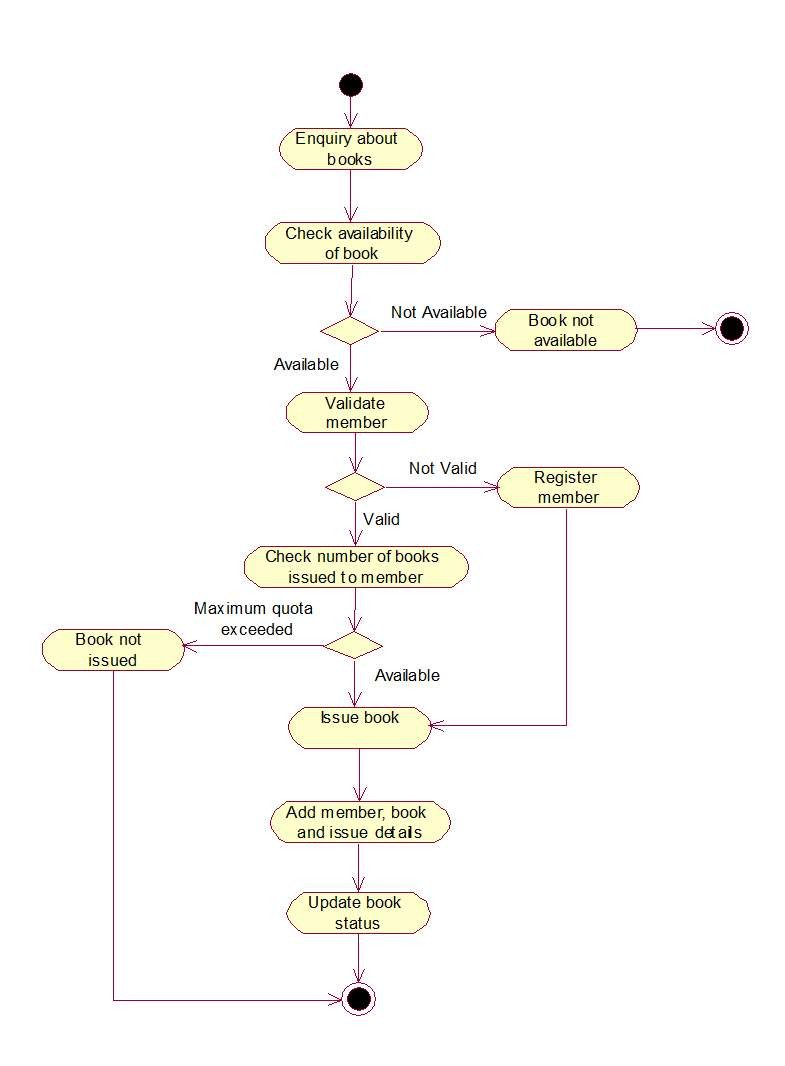 Enquiry about
books
Check availability
of book
Not Available
Book not
available
Available
Validate
member
Not Valid
Register
member
Valid
Check number of books
issued to member
Maximum quota
exceeded
Book not
issued
Available
Issue book
Add member, book
and issue details
Update book
status